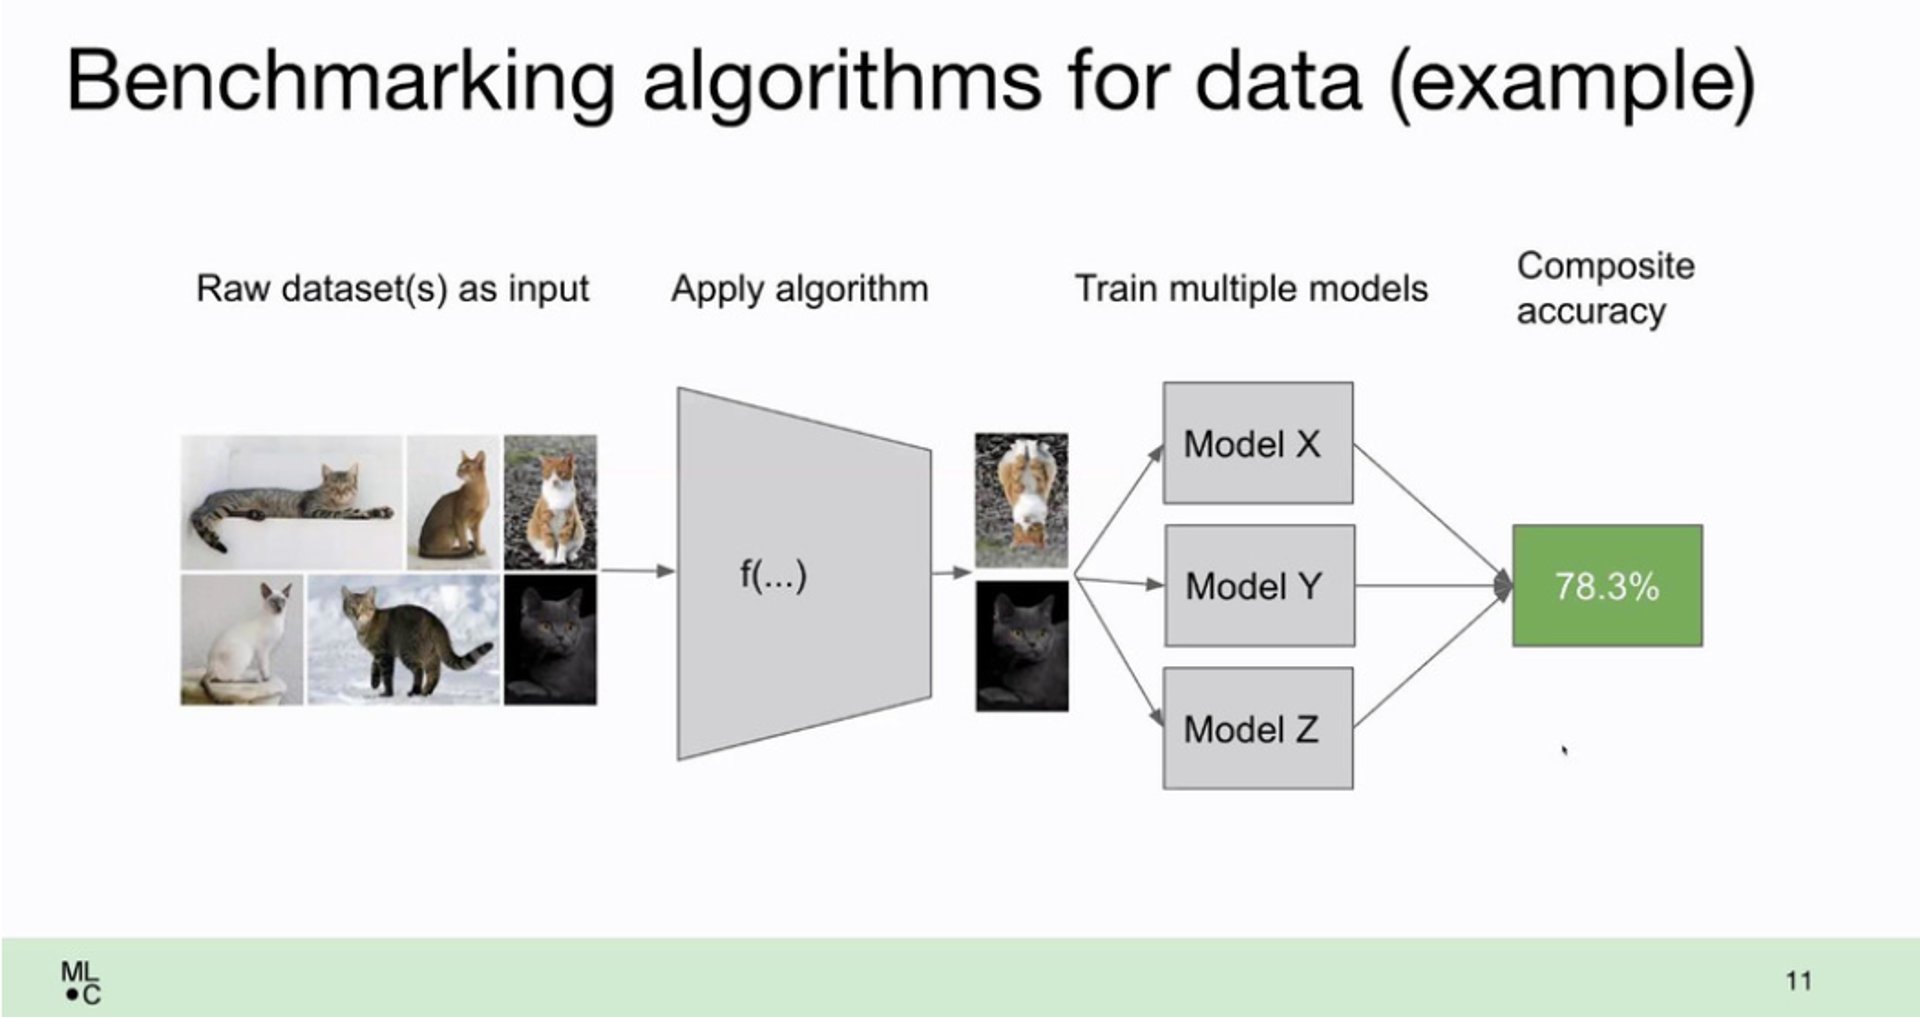 Benchmarking algorithms for data (example)
Raw dataset(s) as input
Apply algorithm
Train multiple models
Composite
accuracy
f(...)
Model X
Model Y
Model Z
78.3%
ML
C
11